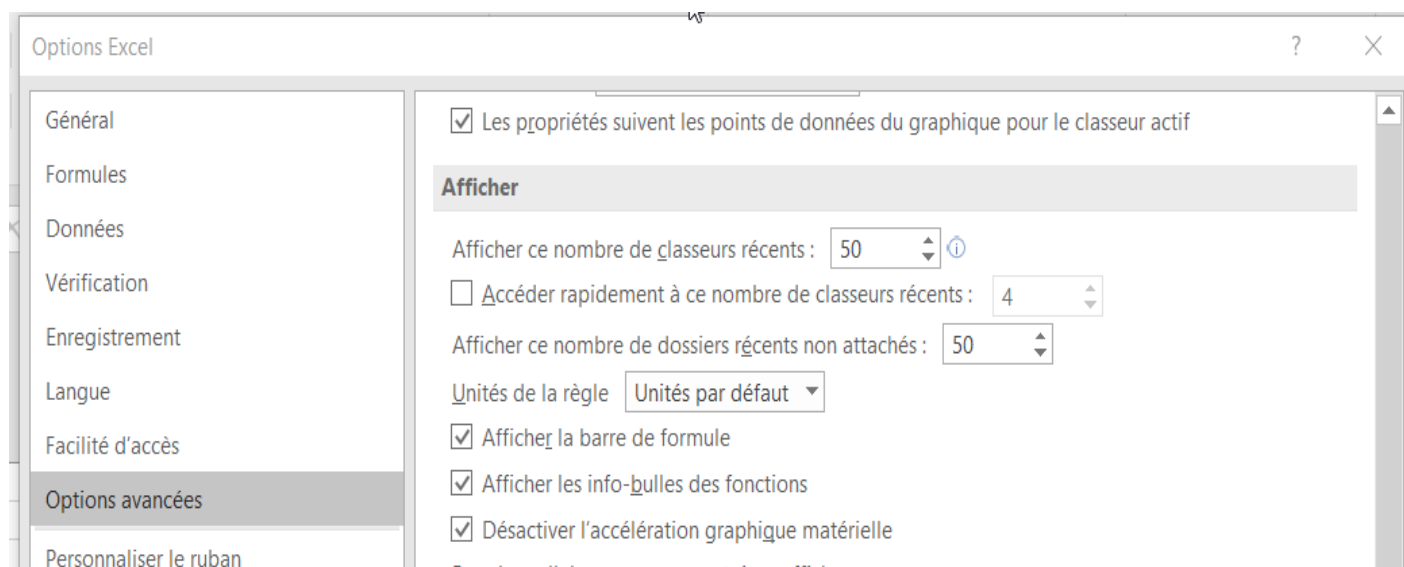 Options Excel
Général
Formules
Données
Vérification
Enregistrement
Langue
Facilité d'accès
Options avancées
Personnaliser le ruban
Les propriétés suivent les points de données du graphique pour le classeur actif
Afficher
Afficher ce nombre de classeurs récents : 50
Accéder rapidement à ce nombre de classeurs récents : 4
Afficher ce nombre de dossiers récents non attachés : 50
Unités de la règle Unités par défaut
Afficher la barre de formule
Afficher les info-bulles des fonctions
Désactiver l'accélération graphique matérielle